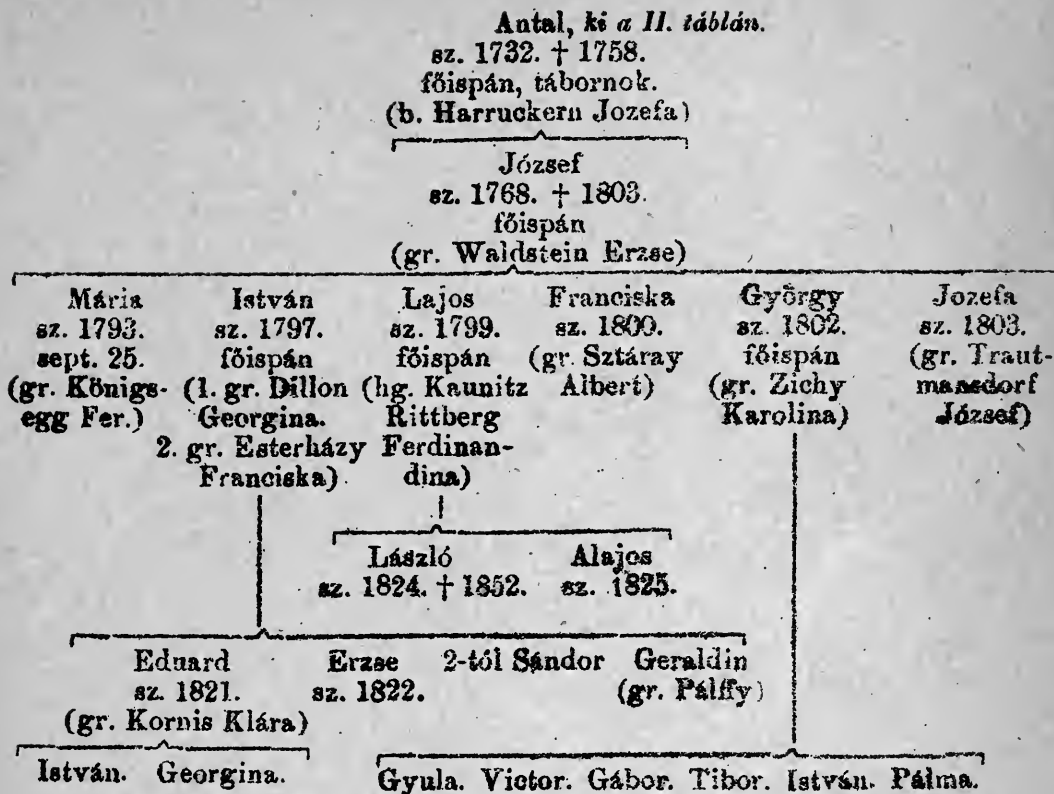 Antal, ki a II. táblán.
sz. 1732. † 1758.
főispán, tábornok.
(b. Harruckern Jozefa)
József
sz. 1768. † 1803.
főispán
(gr. Waldstein Erzse)
Mária
sz. 1793.
sept. 25.
(gr. Königs-
egg Fer.)
István
sz. 1797.
főispán
(1. gr. Dillon
Georgina.
2. gr. Esterházy
Franciska)
Lajos
sz. 1799.
főispán
(hg. Kaunitz
Rittberg
Ferdinan-
dina)
Franciska
sz. 1800.
(gr. Sztáray
Albert)
György
sz. 1802.
főispán
(gr. Zichy
Karolina)
Jozefa
sz. 1803.
(gr. Traut-
mansdorf
József)
László
sz. 1824. † 1852.
Alajos
sz. 1825.
Eduard
sz. 1821.
(gr. Kornis Klára)
Erzse
sz. 1822.
2-tól Sándor
Geraldin
(gr. Pálffy)
István. Georgina.
Gyula. Victor. Gábor. Tibor. István. Pálma.